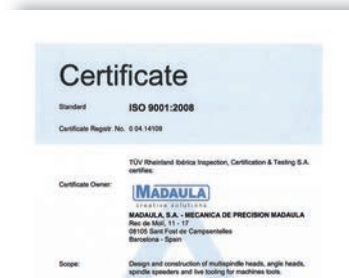 Certificate
Standard ISO 9001:2008
Certificate Registr. No. 0 04.14109
TÜV Rheinland Ibérica Inspection, Certification & Testing S.A.
certifies:
Certificate Owner:
MADAULA
creative solutions
MADAULA, S.A. - MECANICA DE PRECISION MADAULA
Rec de Molí, 11 - 17
08105 Sant Fost de Campsentelles
Barcelona - Spain
Scope: Design and construction of multispindle heads, angle heads,
spindle speeders and live tooling for machines tools.